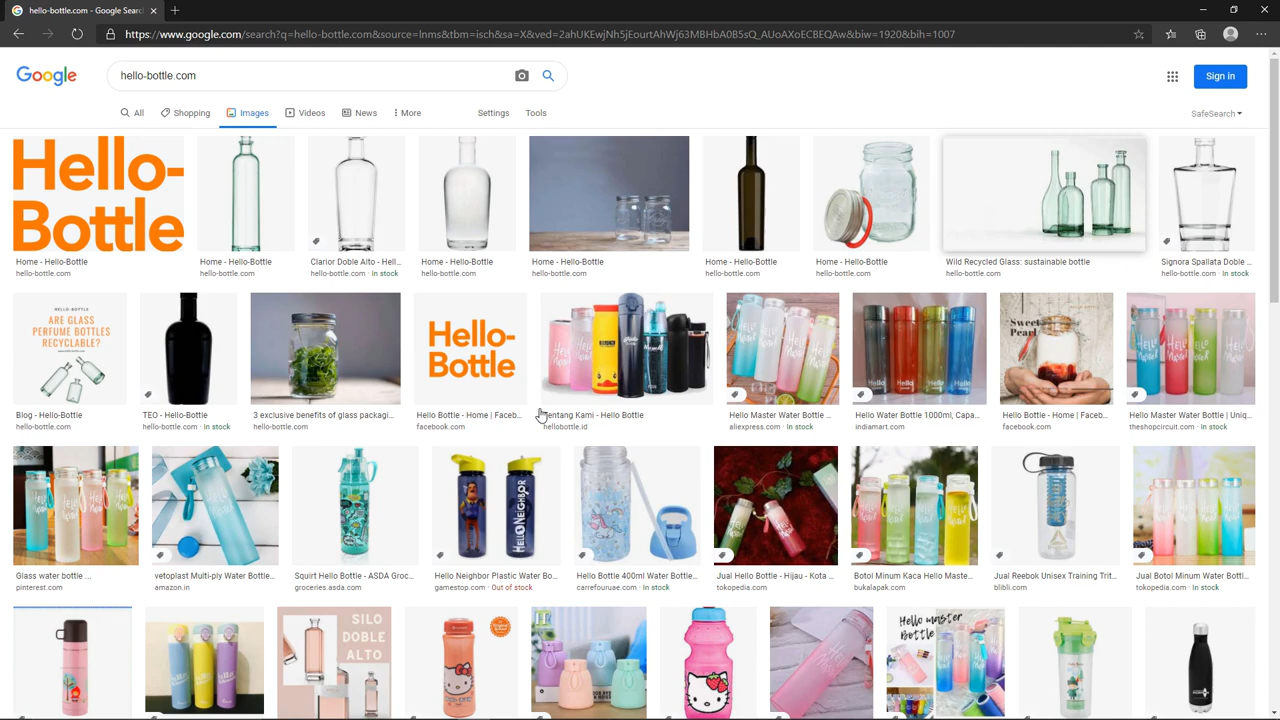 hello-bottle.com - Google Sear
https://www.google.com/search?q=hello-bottle.com&source=lnms&tbm=isch&sa=X&ved=2ahUKEwjNh5jEourtAhWj63MBHbA0B5sQ_AUoAXoECBEQAw&biw=1920&bih=1007
Google
hello-bottle.com
Sign in
All
Shopping
Images
Videos
News
More
Settings
Tools
SafeSearch
Hello-
Bottle
Home - Hello-Bottle
hello-bottle.com
Home - Hello-Bottle
hello-bottle.com
Clarior Doble Alto - Hell...
hello-bottle.com · In stock
Home - Hello-Bottle
hello-bottle.com
Home - Hello-Bottle
hello-bottle.com
Home - Hello-Bottle
hello-bottle.com
Home - Hello-Bottle
hello-bottle.com
Wild Recycled Glass: sustainable bottle
hello-bottle.com
Signora Spallata Doble ...
hello-bottle.com · In stock
HELLO-BOTTLE
ARE GLASS
PERFUME BOTTLES
RECYCLABLE?
Blog - Hello-Bottle
hello-bottle.com
TEO - Hello-Bottle
hello-bottle.com · In stock
3 exclusive benefits of glass packagi...
hello-bottle.com
Hello-
Bottle
Hello Bottle - Home | Faceb...
facebook.com
entang Kami - Hello Bottle
hellobottle.id
Hello Master Water Bottle ...
aliexpress.com · In stock
Hello Water Bottle 1000ml, Capa...
indiamart.com
Sweet
Pearl
Hello Bottle - Home | Faceb...
facebook.com
Hello Master Water Bottle | Uniq...
theshopcircuit.com · In stock
Glass water bottle ...
pinterest.com
vetoplast Multi-ply Water Bottle...
amazon.in
Squirt Hello Bottle - ASDA Groc...
groceries.asda.com
HELLO NEIGHBOR
Hello Neighbor Plastic Water Bo...
gamestop.com · Out of stock
Hello Bottle 400ml Water Bottle...
carrefouruae.com · In stock
Jual Hello Bottle - Hijau - Kota ...
tokopedia.com
Botol Minum Kaca Hello Maste...
bukalapak.com
Jual Reebok Unisex Training Trit...
blibli.com
Jual Botol Minum Water Bottl...
tokopedia.com · In stock
SILO
DOBLE
ALTO
Hello Kitty
Hello master
Bottle